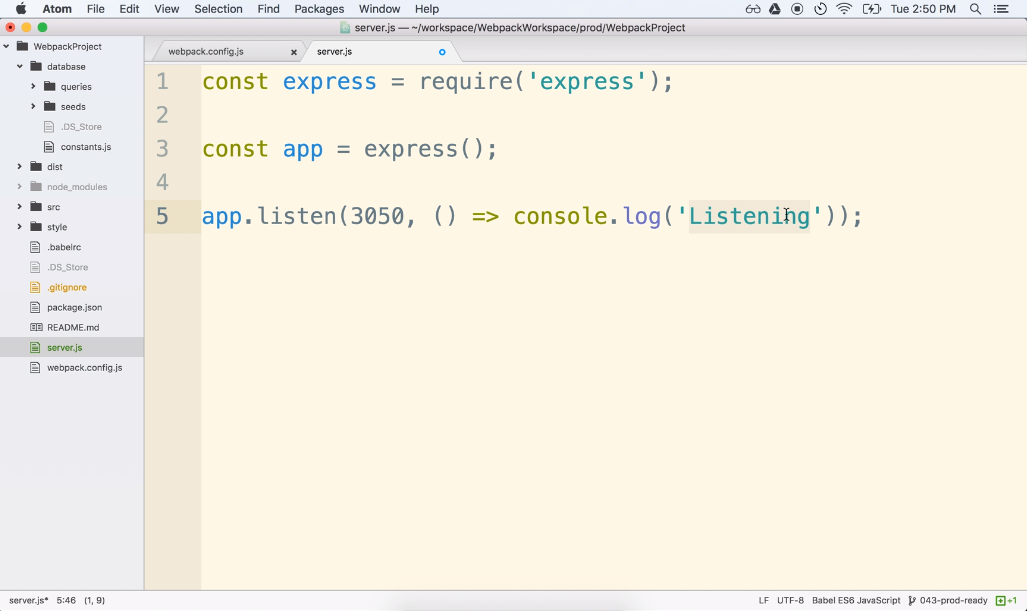 Atom File Edit View Selection Find Packages Window Help Tue 2:50 PM
server.js — ~/workspace/WebpackWorkspace/prod/WebpackProject
WebpackProject
database
queries
seeds
.DS_Store
constants.js
dist
node_modules
src
style
.babelrc
.DS_Store
.gitignore
package.json
README.md
server.js
webpack.config.js
webpack.config.js × server.js
1 const express = require('express');
2
3 const app = express();
4
5 app.listen(3050, () => console.log('Listening'));
server.js* 5:46 (1, 9) LF UTF-8 Babel ES6 JavaScript 043-prod-ready +1